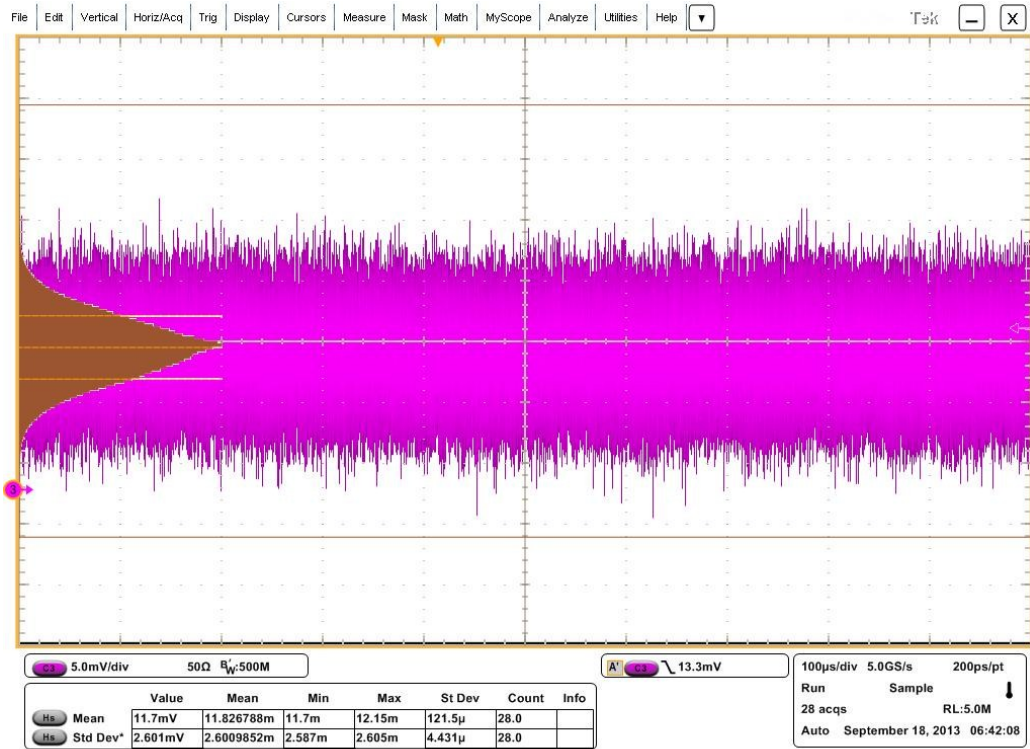 File Edit Vertical Horiz/Acq Trig Display Cursors Measure Mask Math MyScope Analyze Utilities Help Tek X
3
C3 5.0mV/div 50Ω BW:500M
A' C3 13.3mV
100µs/div 5.0GS/s 200ps/pt
Run Sample
28 acqs RL:5.0M
Auto September 18, 2013 06:42:08
Value Mean Min Max St Dev Count Info
Hs Mean 11.7mV 11.826788m 11.7m 12.15m 121.5µ 28.0
Hs Std Dev* 2.601mV 2.6009852m 2.587m 2.605m 4.431µ 28.0